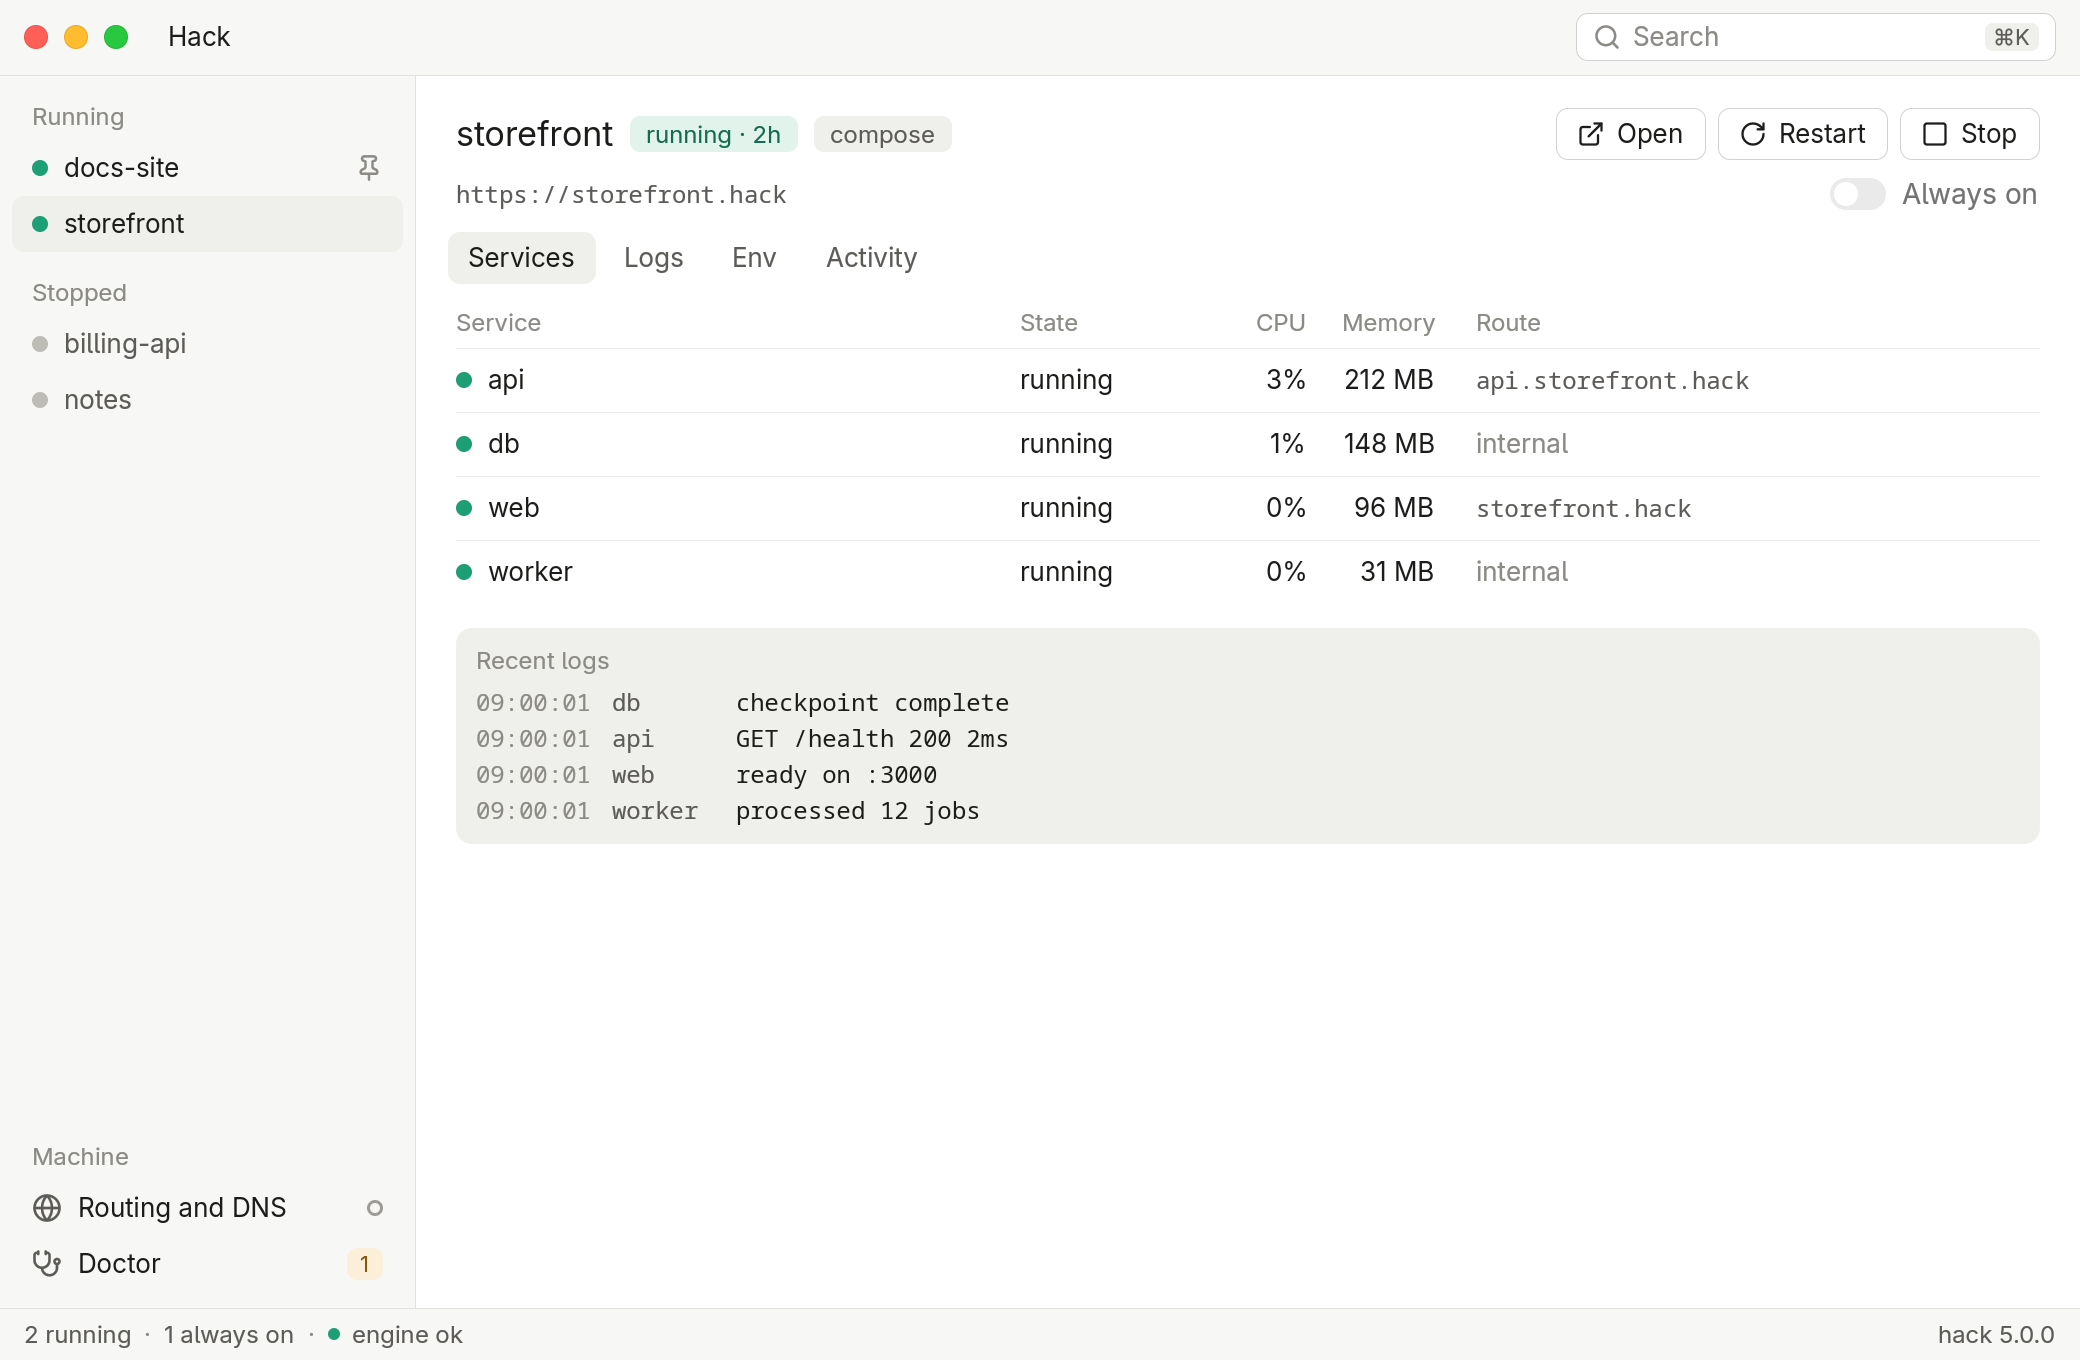 Hack
Search ⌘K
Running
docs-site
storefront
Stopped
billing-api
notes
Machine
Routing and DNS
Doctor 1
storefront running · 2h compose
Open Restart Stop
https://storefront.hack
Always on
Services Logs Env Activity
Service State CPU Memory Route
api running 3% 212 MB api.storefront.hack
db running 1% 148 MB internal
web running 0% 96 MB storefront.hack
worker running 0% 31 MB internal
Recent logs
09:00:01 db checkpoint complete
09:00:01 api GET /health 200 2ms
09:00:01 web ready on :3000
09:00:01 worker processed 12 jobs
2 running · 1 always on · engine ok
hack 5.0.0